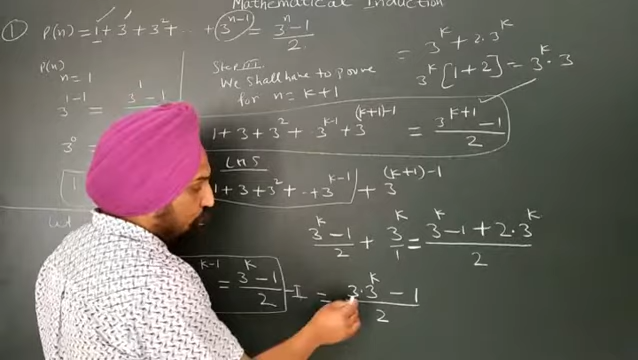 Mathematical Induction
① P(n) = 1 + 3 + 3² + ... + 3ⁿ⁻¹ = (3ⁿ - 1)/2
= 3ᵏ + 2·3ᵏ
3ᵏ[1+2] = 3ᵏ·3
P(n)
n = 1
3¹⁻¹ = (3¹ - 1)
3⁰ =
1
Step III
We shall have to prove
for n = k+1
1 + 3 + 3² + · 3ᵏ⁻¹ + 3⁽ᵏ⁺¹⁾⁻¹ = (3ᵏ⁺¹ - 1)/2
LHS
1 + 3 + 3² + ·· + 3ᵏ⁻¹ + 3⁽ᵏ⁺¹⁾⁻¹
(3ᵏ - 1)/2 + 3ᵏ/1 = (3ᵏ - 1 + 2·3ᵏ)/2
Let
ᵏ⁻¹ = (3ᵏ - 1)/2 - I
= (3·3ᵏ - 1)/2